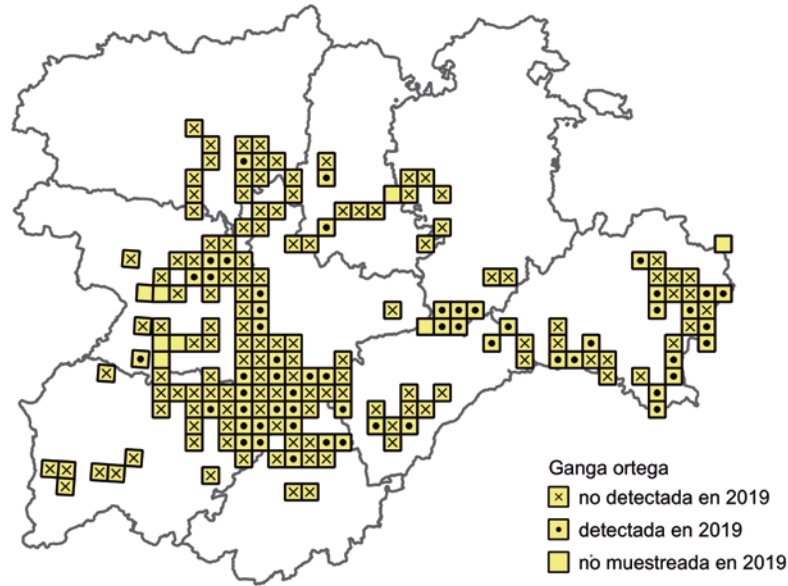 Ganga ortega
no detectada en 2019
detectada en 2019
no muestreada en 2019